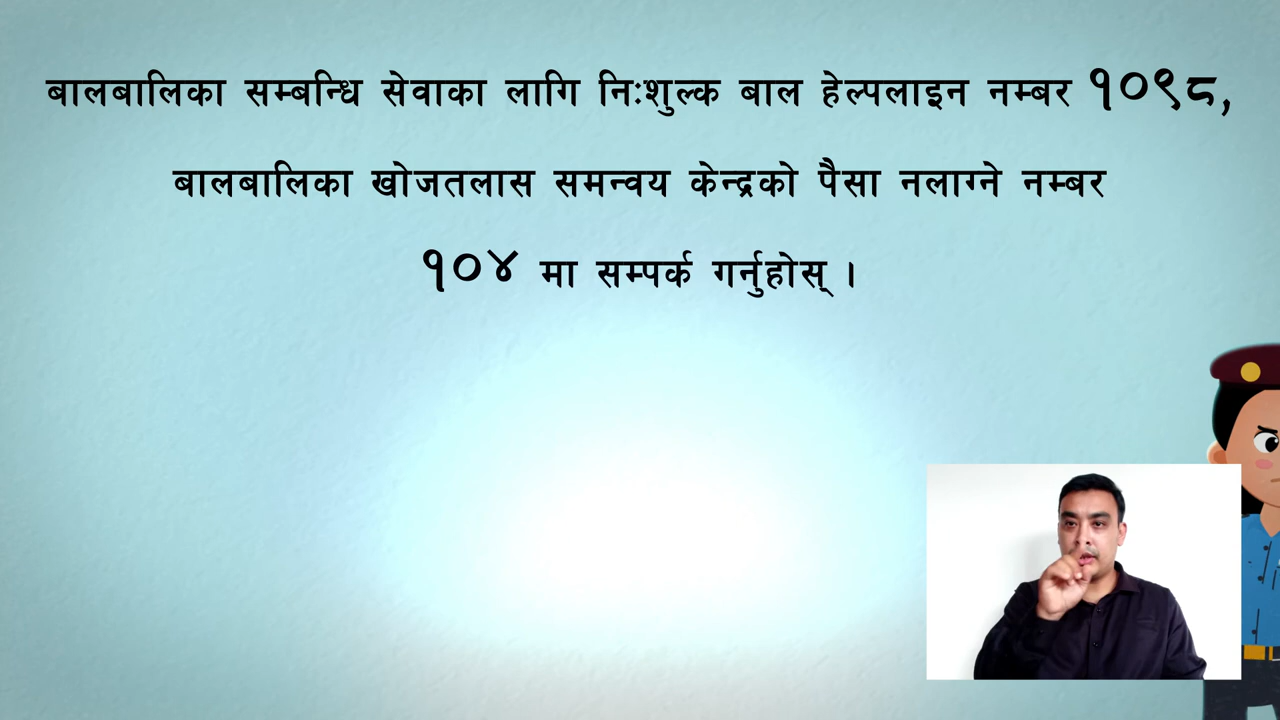 बालबालिका सम्बन्धि सेवाका लागि निःशुल्क बाल हेल्पलाइन नम्बर १०९८,
बालबालिका खोजतलास समन्वय केन्द्रको पैसा नलाग्ने नम्बर
१०४ मा सम्पर्क गर्नुहोस् ।